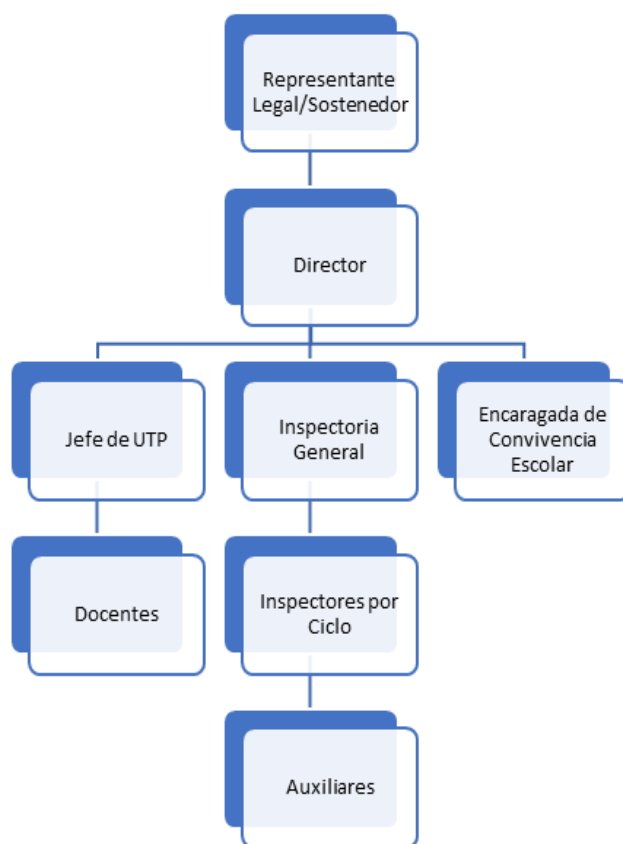 Representante
Legal/Sostenedor
Director
Jefe de UTP
Inspectoria
General
Encaragada de
Convivencia
Escolar
Docentes
Inspectores por
Ciclo
Auxiliares